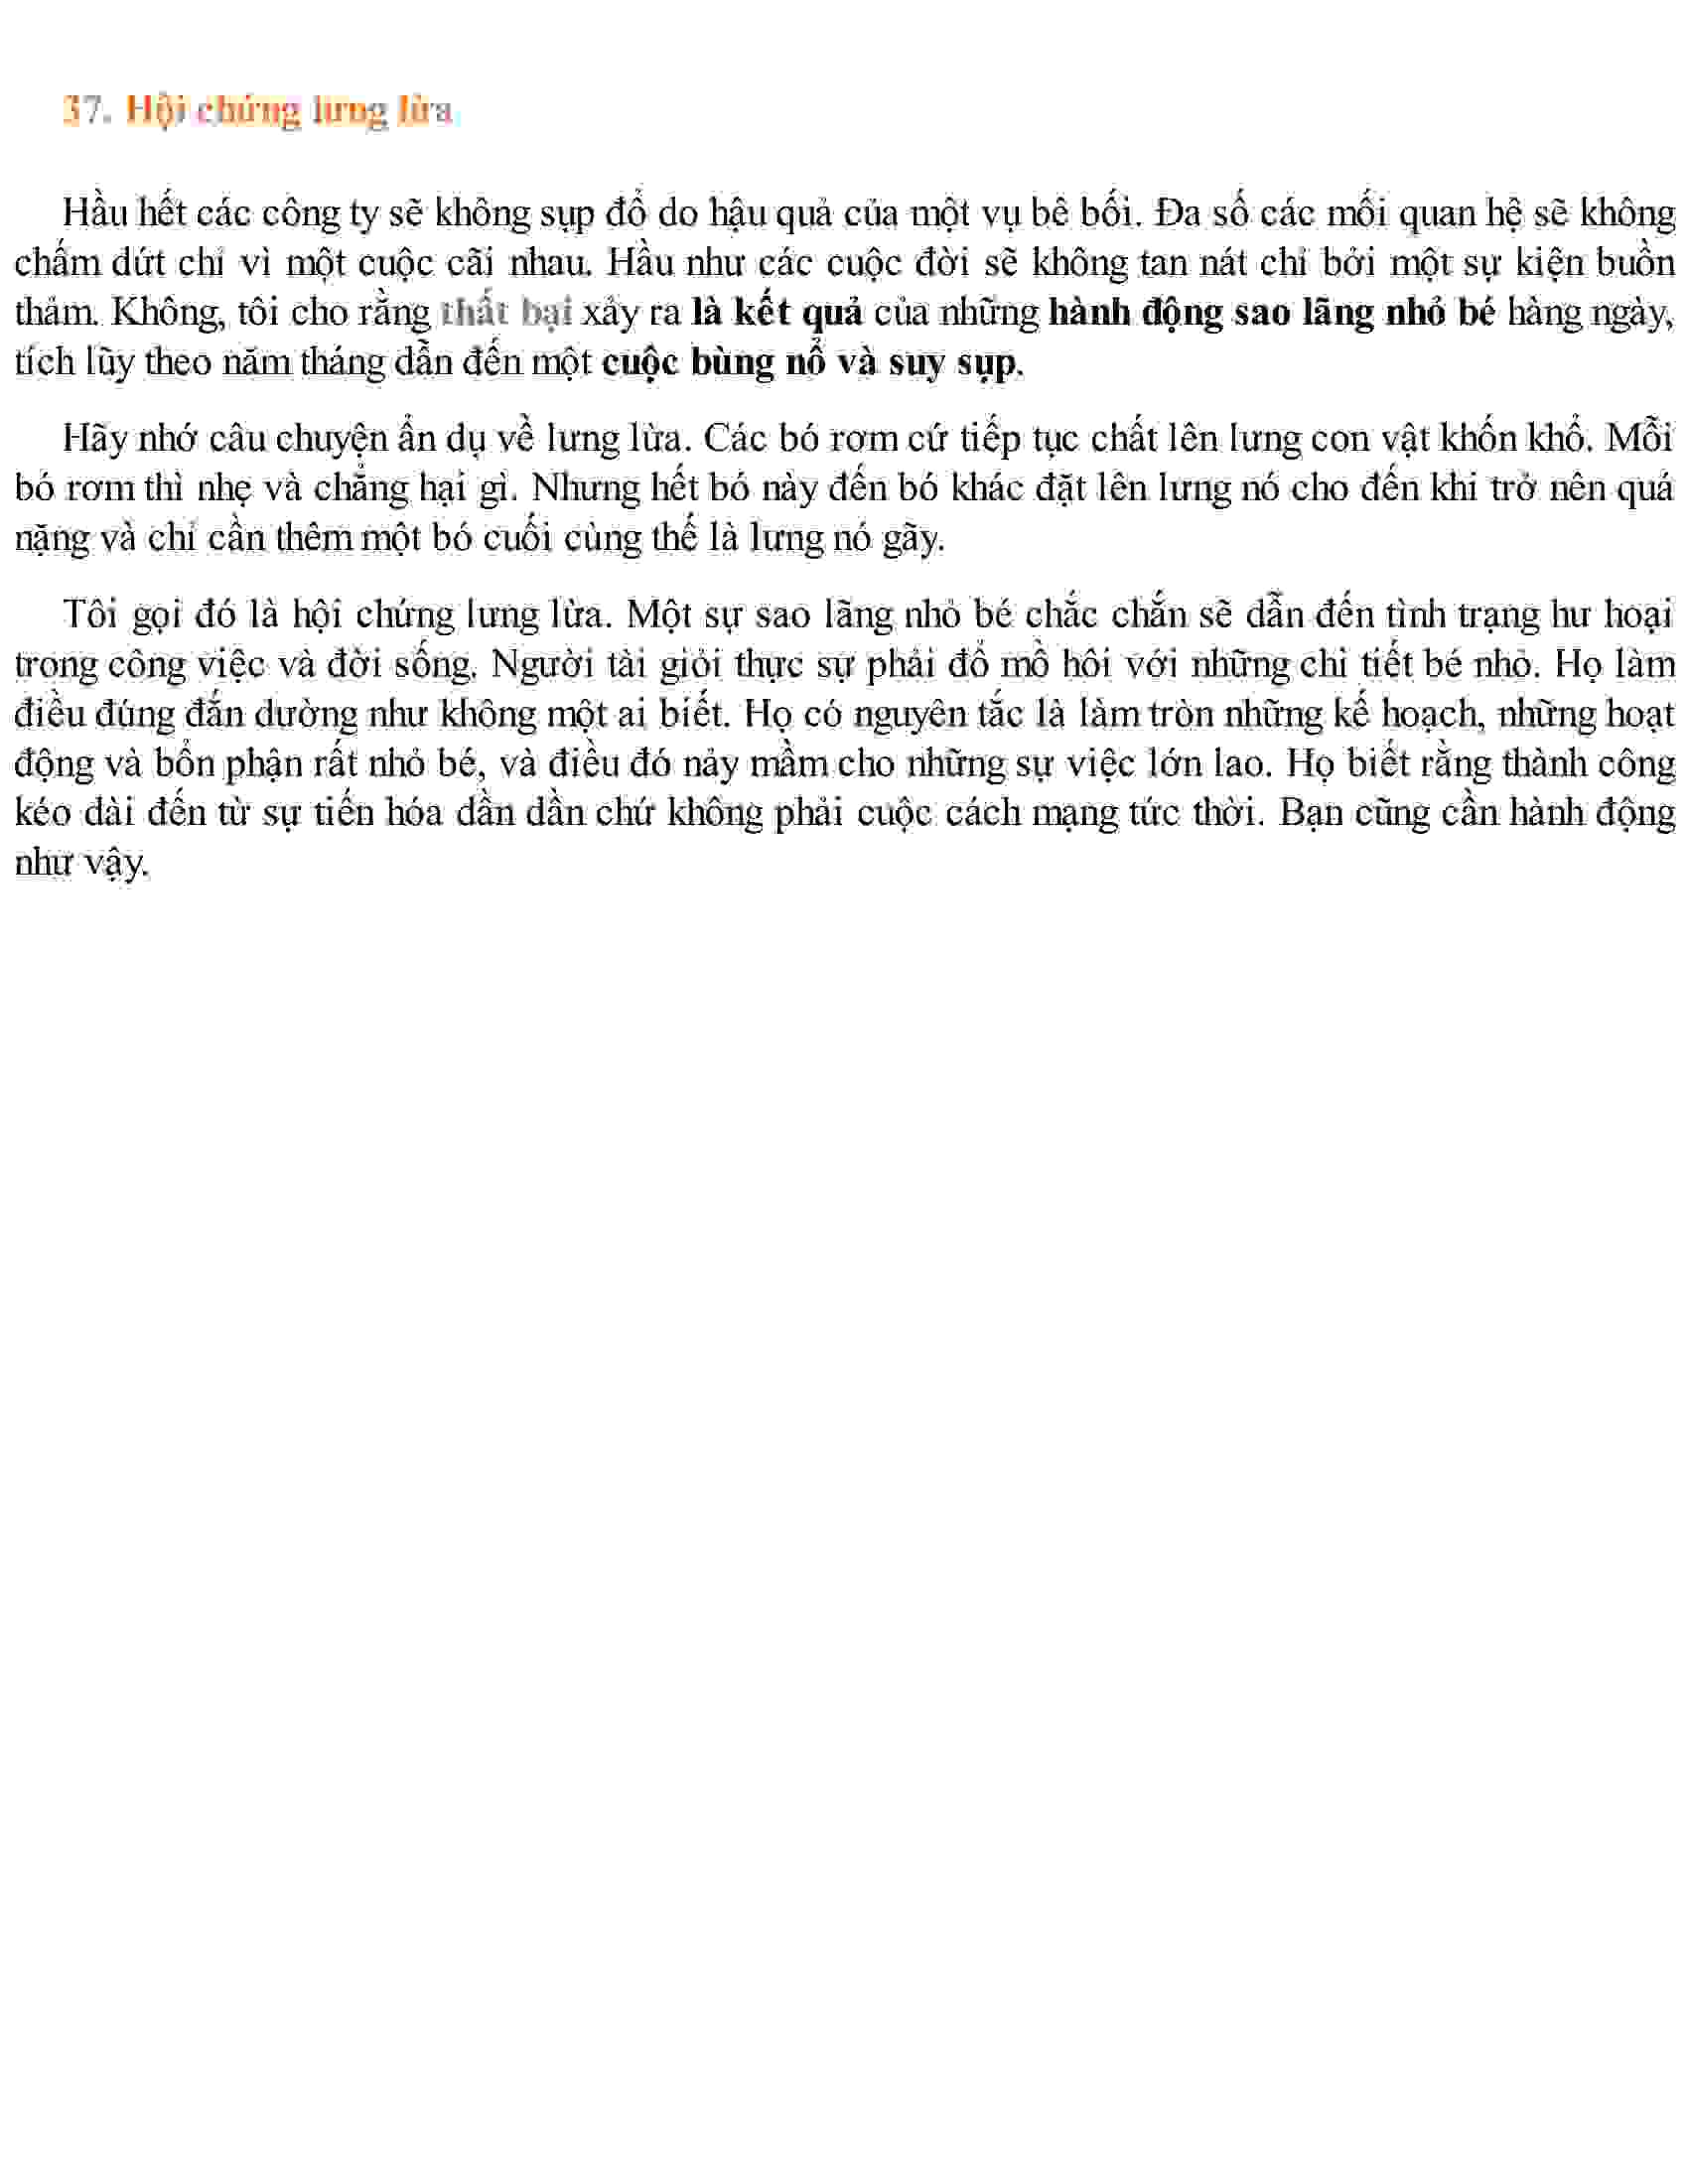 37. Hội chứng lưng lừa
Hầu hết các công ty sẽ không sụp đổ do hậu quả của một vụ bê bối. Đa số các mối quan hệ sẽ không
chấm dứt chỉ vì một cuộc cãi nhau. Hầu như các cuộc đời sẽ không tan nát chỉ bởi một sự kiện buồn
thảm. Không, tôi cho rằng thất bại xảy ra là kết quả của những hành động sao lãng nhỏ bé hàng ngày,
tích lũy theo năm tháng dẫn đến một cuộc bùng nổ và suy sụp.
Hãy nhớ câu chuyện ẩn dụ về lưng lừa. Các bó rơm cứ tiếp tục chất lên lưng con vật khốn khổ. Mỗi
bó rơm thì nhẹ và chẳng hại gì. Nhưng hết bó này đến bó khác đặt lên lưng nó cho đến khi trở nên quá
nặng và chỉ cần thêm một bó cuối cùng thế là lưng nó gãy.
Tôi gọi đó là hội chứng lưng lừa. Một sự sao lãng nhỏ bé chắc chắn sẽ dẫn đến tình trạng hư hoại
trong công việc và đời sống. Người tài giỏi thực sự phải đổ mồ hôi với những chi tiết bé nhỏ. Họ làm
điều đúng đắn dường như không một ai biết. Họ có nguyên tắc là làm tròn những kế hoạch, những hoạt
động và bổn phận rất nhỏ bé, và điều đó nảy mầm cho những sự việc lớn lao. Họ biết rằng thành công
kéo dài đến từ sự tiến hóa dần dần chứ không phải cuộc cách mạng tức thời. Bạn cũng cần hành động
như vậy.